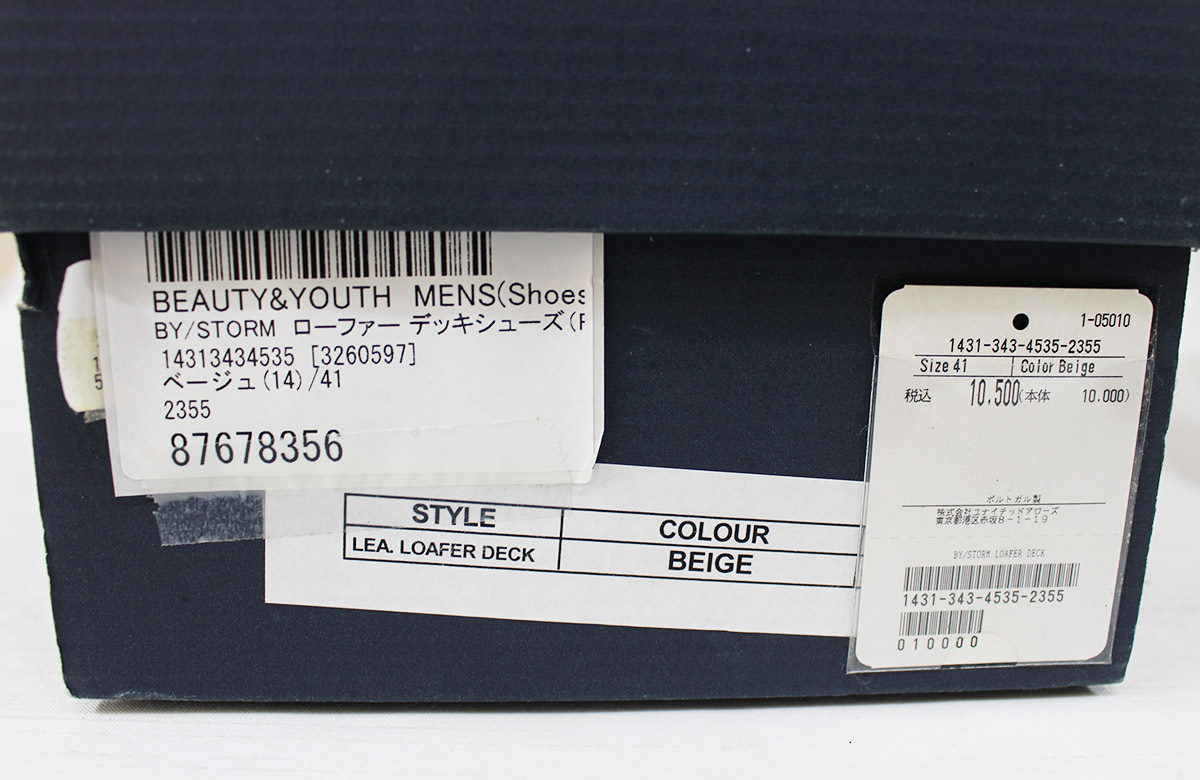 BEAUTY&YOUTH MENS(Shoes
BY/STORM ローファー デッキシューズ(F
14313434535 [3260597]
ベージュ(14)/41
2355
87678356
1
5
STYLE COLOUR
LEA. LOAFER DECK BEIGE
1-05010
1431-343-4535-2355
Size 41 Color Beige
税込 10,500(本体 10.000)
ポルトガル製
株式会社ユナイテッドアローズ
東京都港区赤坂8-1-19
BY/STORM LOAFER DECK
1431-343-4535-2355
010000